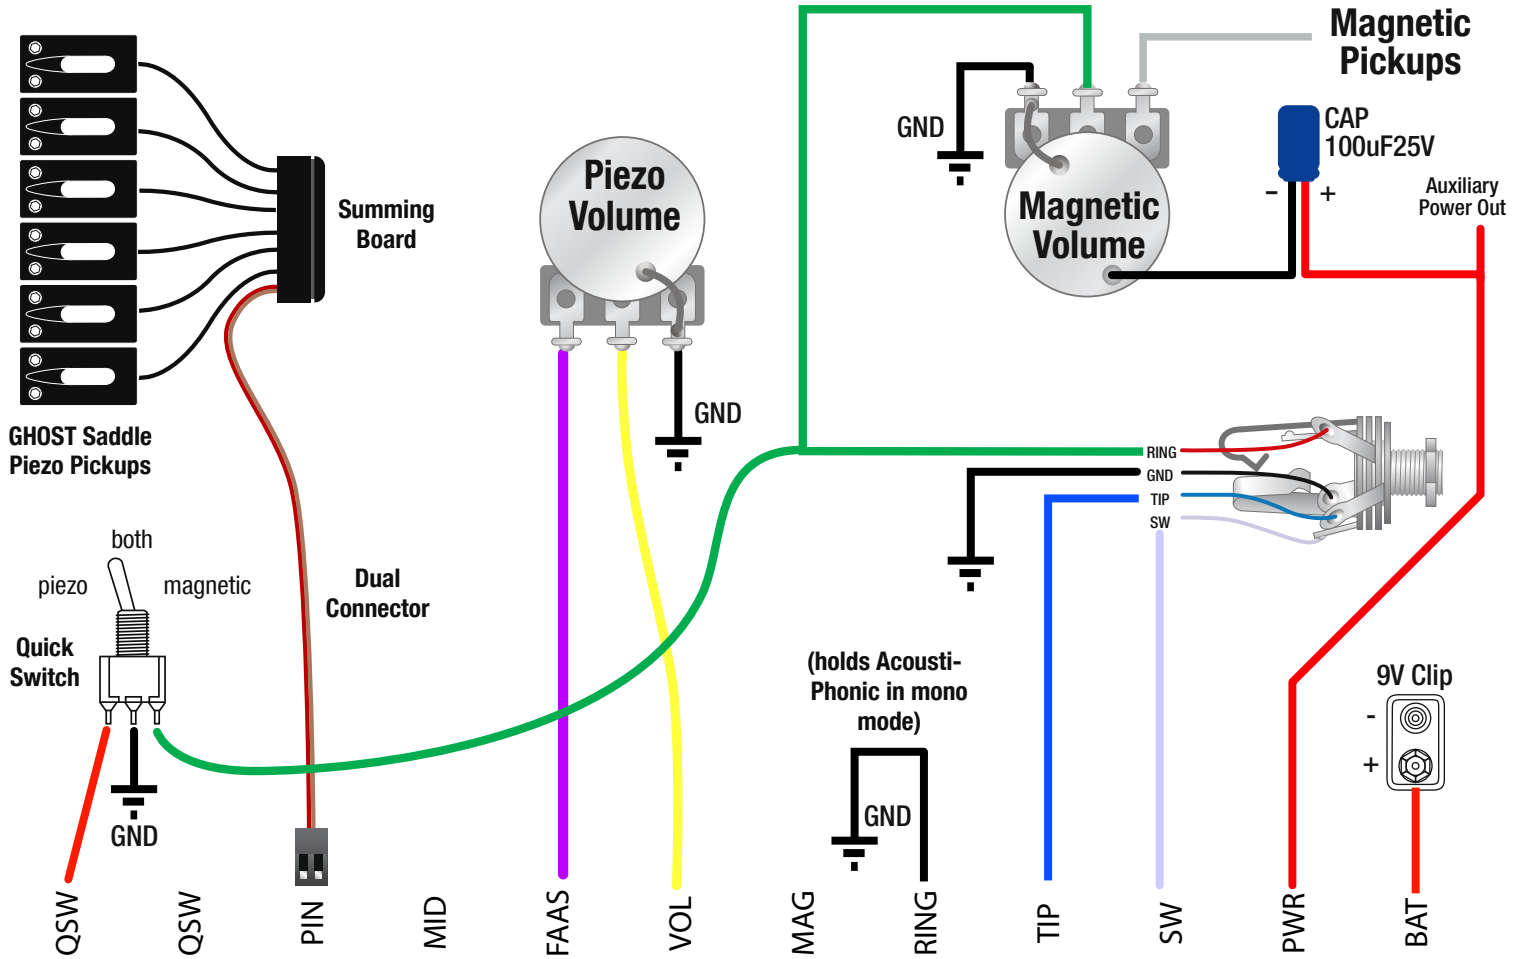 Magnetic
Pickups
GND
CAP
100uF25V
-
+
Auxiliary
Power Out
Piezo
Volume
Magnetic
Volume
Summing
Board
GND
GHOST Saddle
Piezo Pickups
RING
GND
TIP
SW
both
piezo
magnetic
Quick
Switch
Dual
Connector
GND
(holds Acousti-
Phonic in mono
mode)
GND
9V Clip
-
+
QSW
QSW
PIN
MID
FAAS
VOL
MAG
RING
TIP
SW
PWR
BAT